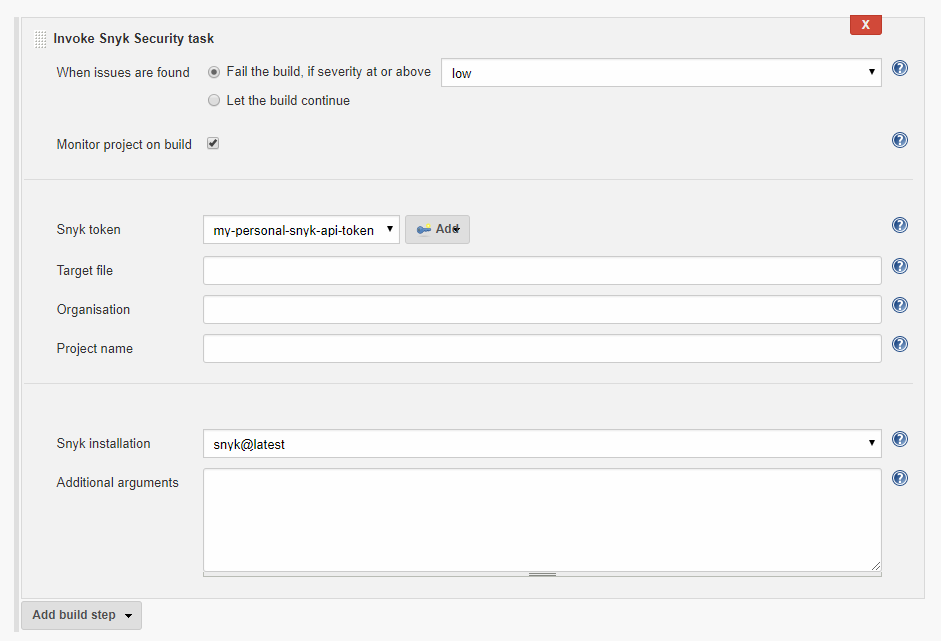 X
Invoke Snyk Security task
When issues are found
Fail the build, if severity at or above
low
Let the build continue
Monitor project on build
Snyk token
my-personal-snyk-api-token
Add
Target file
Organisation
Project name
Snyk installation
snyk@latest
Additional arguments
Add build step